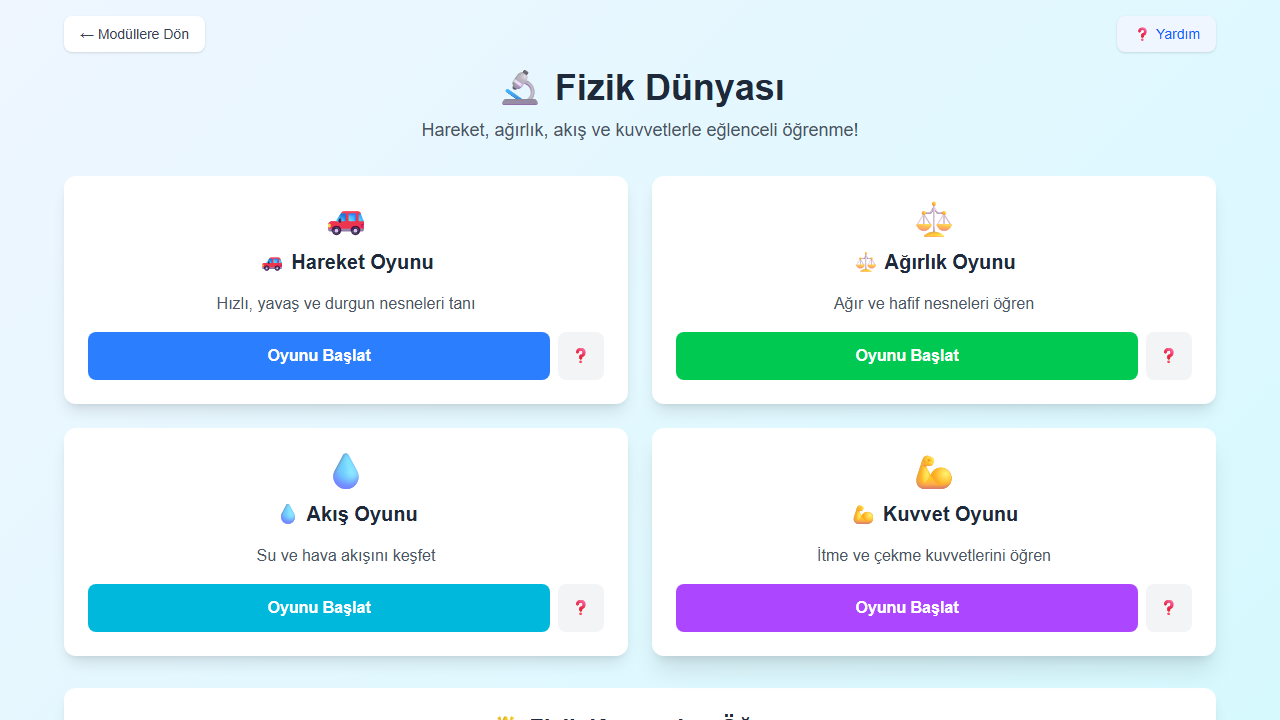 ← Modüllere Dön
❓ Yardım
🔬 Fizik Dünyası
Hareket, ağırlık, akış ve kuvvetlerle eğlenceli öğrenme!
🚗 Hareket Oyunu
Hızlı, yavaş ve durgun nesneleri tanı
Oyunu Başlat
❓
⚖️ Ağırlık Oyunu
Ağır ve hafif nesneleri öğren
Oyunu Başlat
❓
💧 Akış Oyunu
Su ve hava akışını keşfet
Oyunu Başlat
❓
💪 Kuvvet Oyunu
İtme ve çekme kuvvetlerini öğren
Oyunu Başlat
❓